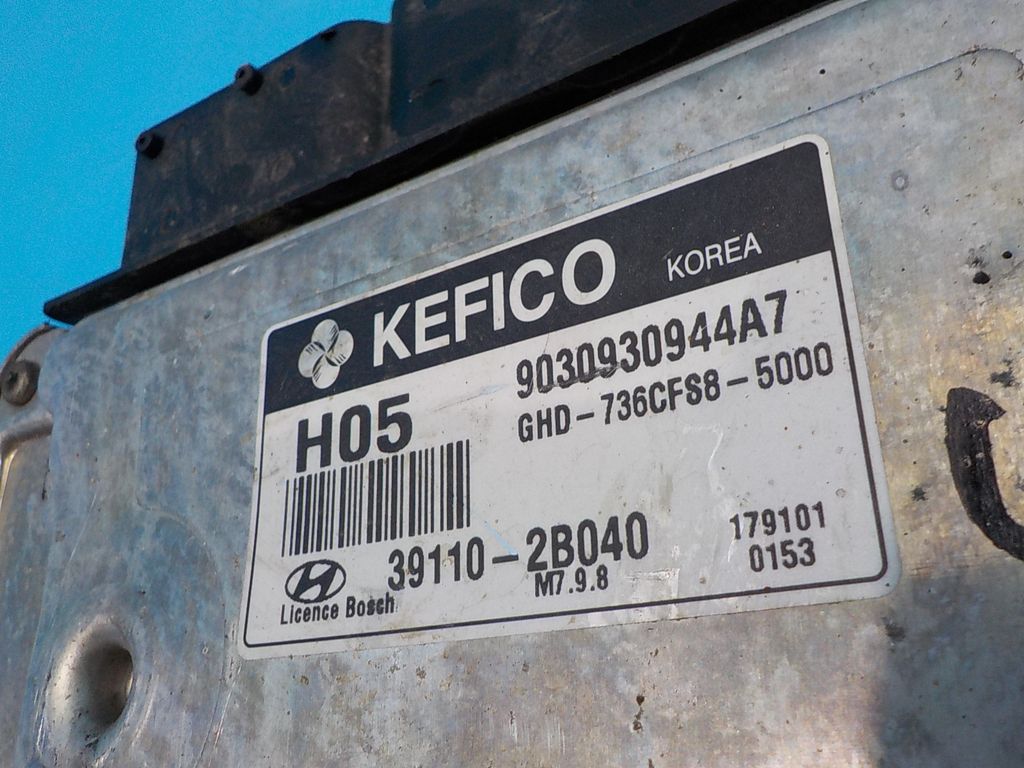 KEFICO KOREA
9030930944A7
H05 GHD-736CFS8-5000
39110-2B040 179101
M7.9.8 0153
Licence Bosch